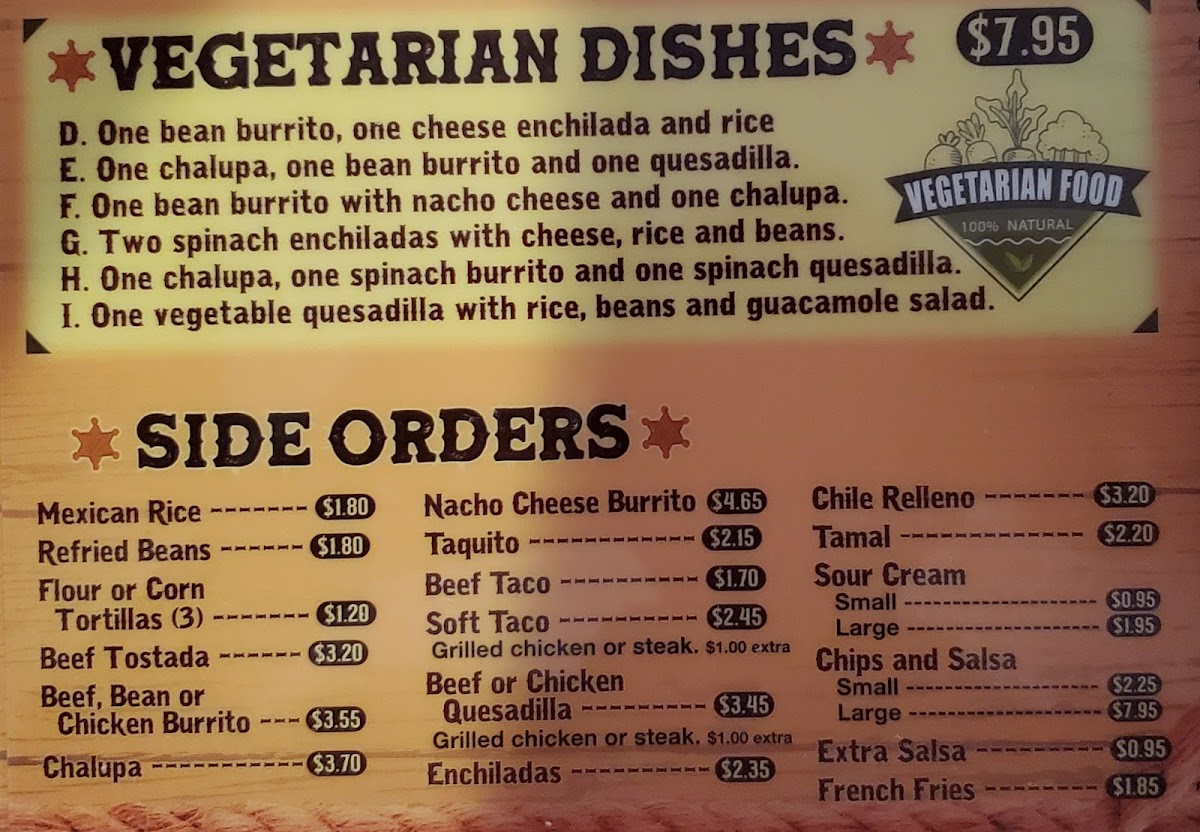 VEGETARIAN DISHES $7.95
D. One bean burrito, one cheese enchilada and rice
E. One chalupa, one bean burrito and one quesadilla.
F. One bean burrito with nacho cheese and one chalupa.
G. Two spinach enchiladas with cheese, rice and beans.
H. One chalupa, one spinach burrito and one spinach quesadilla.
I. One vegetable quesadilla with rice, beans and guacamole salad.
VEGETARIAN FOOD
100% NATURAL
SIDE ORDERS
Mexican Rice ------- $1.80
Refried Beans ------ $1.80
Flour or Corn
Tortillas (3) ------- $1.20
Beef Tostada ------ $3.20
Beef, Bean or
Chicken Burrito --- $3.55
Chalupa ----------- $3.70
Nacho Cheese Burrito $4.65
Taquito ------------ $2.15
Beef Taco ---------- $1.70
Soft Taco ---------- $2.45
Grilled chicken or steak. $1.00 extra
Beef or Chicken
Quesadilla --------- $3.45
Grilled chicken or steak. $1.00 extra
Enchiladas ---------- $2.35
Chile Relleno ------- $3.20
Tamal ------------- $2.20
Sour Cream
Small -------------------- $0.95
Large -------------------- $1.95
Chips and Salsa
Small -------------------- $2.25
Large -------------------- $7.95
Extra Salsa --------- $0.95
French Fries -------- $1.85